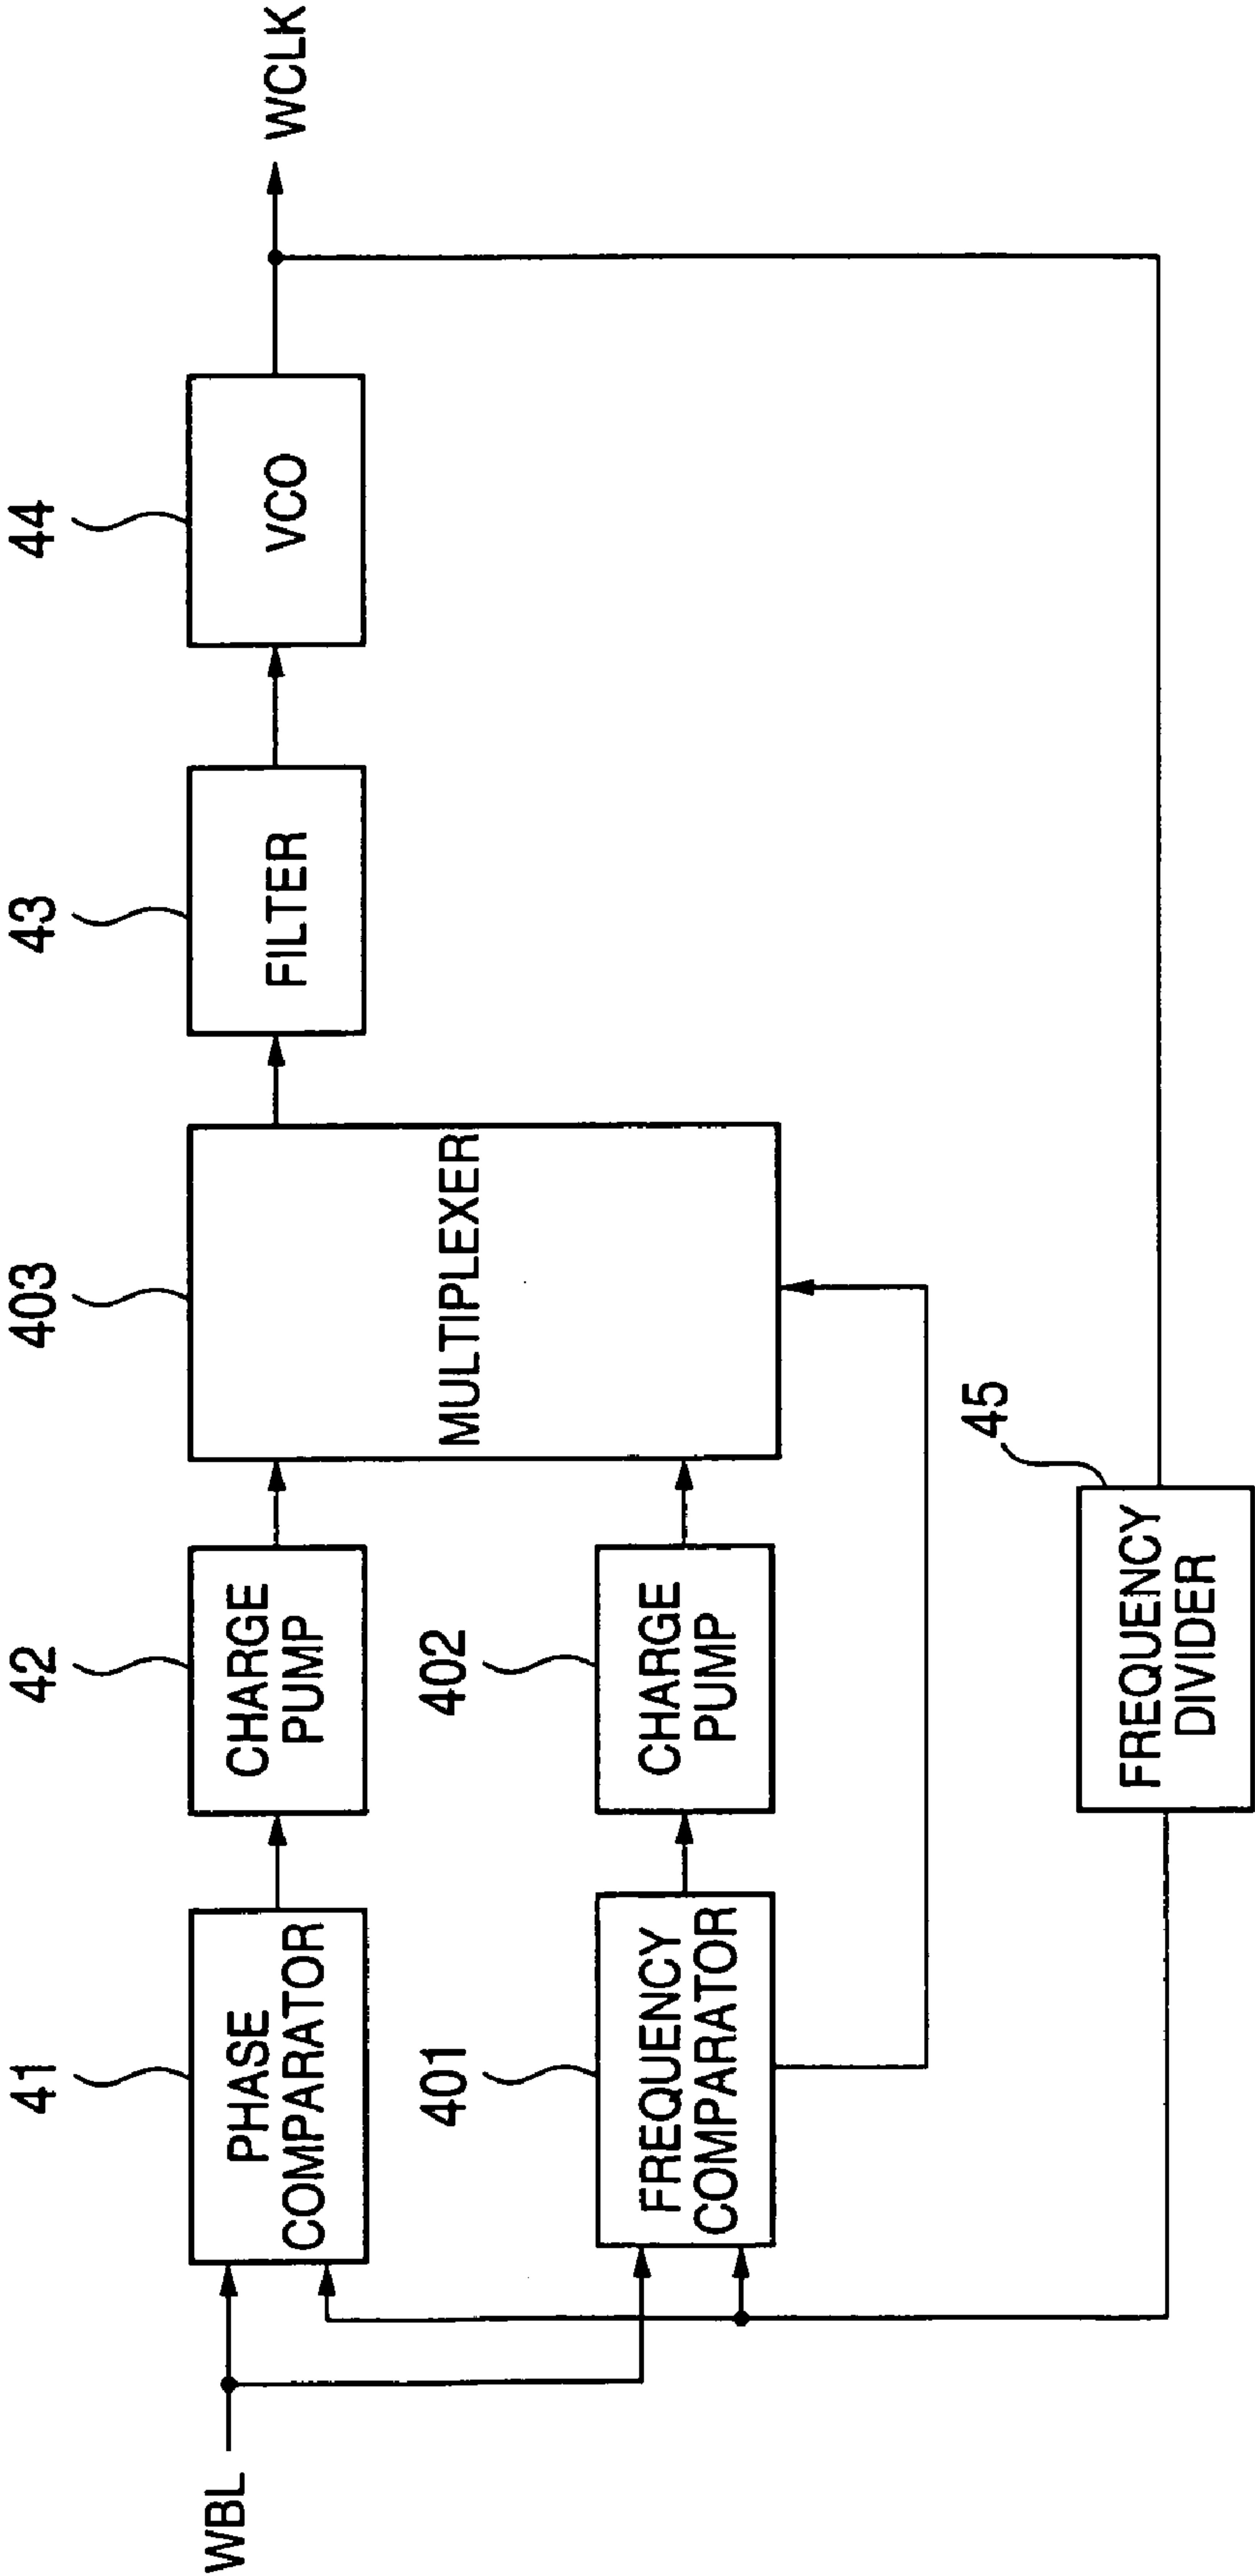 41
42
403
43
44
WBL
PHASE
COMPARATOR
CHARGE
PUMP
MULTIPLEXER
FILTER
VCO
WCLK
401
402
FREQUENCY
COMPARATOR
CHARGE
PUMP
45
FREQUENCY
DIVIDER